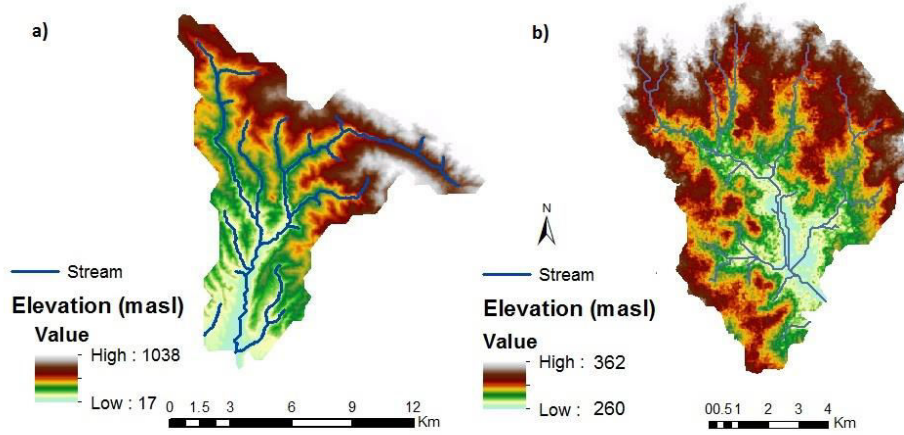 a)
Stream
Elevation (masl)
Value
High : 1038
Low : 17
0 1.5 3 6 9 12
Km
b)
N
Stream
Elevation (masl)
Value
High : 362
Low : 260
00.51 2 3 4
Km